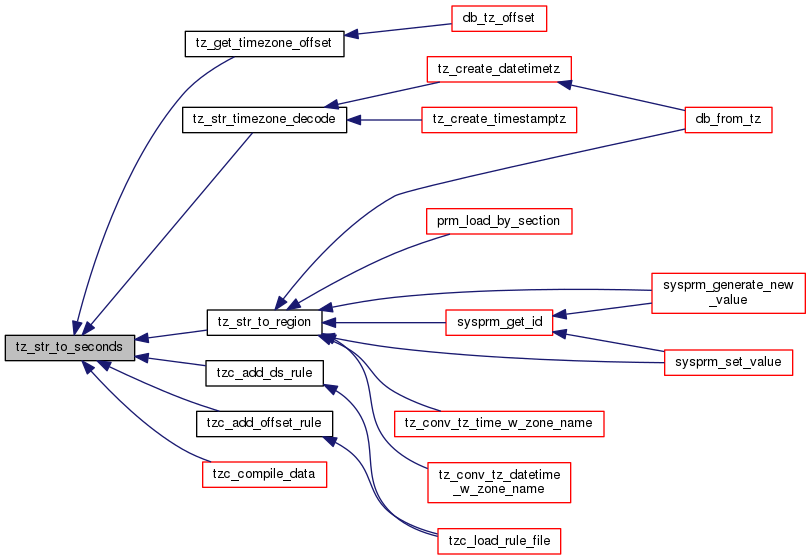 db_tz_offset
tz_get_timezone_offset
tz_create_datetimetz
tz_str_timezone_decode
tz_create_timestamptz
db_from_tz
prm_load_by_section
sysprm_generate_new
_value
tz_str_to_region
sysprm_get_id
tz_str_to_seconds
sysprm_set_value
tzc_add_ds_rule
tzc_add_offset_rule
tz_conv_tz_time_w_zone_name
tzc_compile_data
tz_conv_tz_datetime
_w_zone_name
tzc_load_rule_file